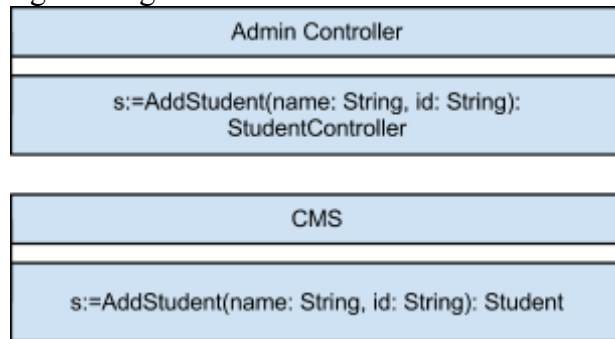 Admin Controller
s:=AddStudent(name: String, id: String):
StudentController
CMS
s:=AddStudent(name: String, id: String): Student